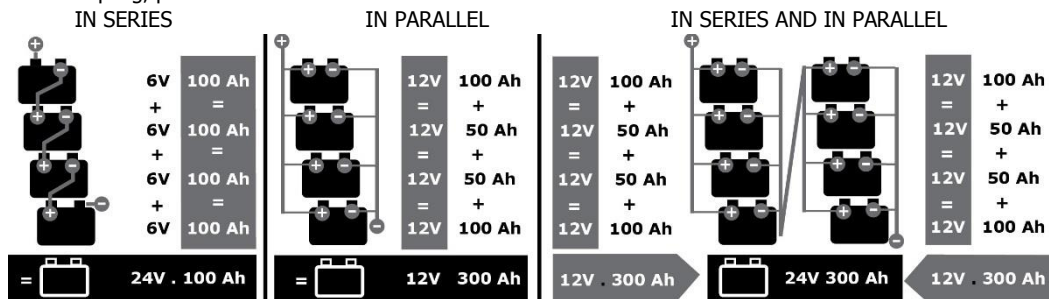 IN SERIES
6V 100 Ah
+ =
6V 100 Ah
+ =
6V 100 Ah
+ =
6V 100 Ah
= 24V . 100 Ah
IN PARALLEL
12V 100 Ah
= +
12V 50 Ah
= +
12V 50 Ah
= +
12V 100 Ah
= 12V 300 Ah
IN SERIES AND IN PARALLEL
12V 100 Ah
= +
12V 50 Ah
= +
12V 50 Ah
= +
12V 100 Ah
12V . 300 Ah
24V 300 Ah
12V 100 Ah
= +
12V 50 Ah
= +
12V 50 Ah
= +
12V 100 Ah
12V . 300 Ah